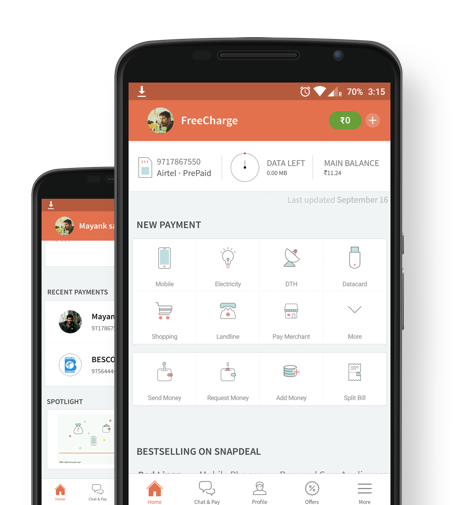 70% 3:15
FreeCharge
₹0
9717867550
Airtel · PrePaid
DATA LEFT
0.00 MB
MAIN BALANCE
₹11.24
Last updated September 16
NEW PAYMENT
Mobile
Electricity
DTH
Datacard
Shopping
Landline
Pay Merchant
More
Send Money
Request Money
Add Money
Split Bill
BESTSELLING ON SNAPDEAL
Home
Chat & Pay
Profile
Offers
More
Mayank sa
RECENT PAYMENTS
Mayan
971786
BESCO
9756444
SPOTLIGHT
Home
Chat & Pay